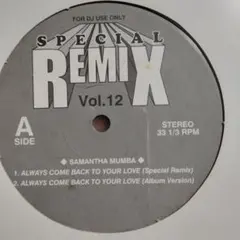 FOR DJ USE ONLY
SPECIAL
REMIX
Vol.12
A
SIDE
STEREO
33 1/3 RPM
◆ SAMANTHA MUMBA ◆
1. ALWAYS COME BACK TO YOUR LOVE (Special Remix)
2. ALWAYS COME BACK TO YOUR LOVE (Album Version)